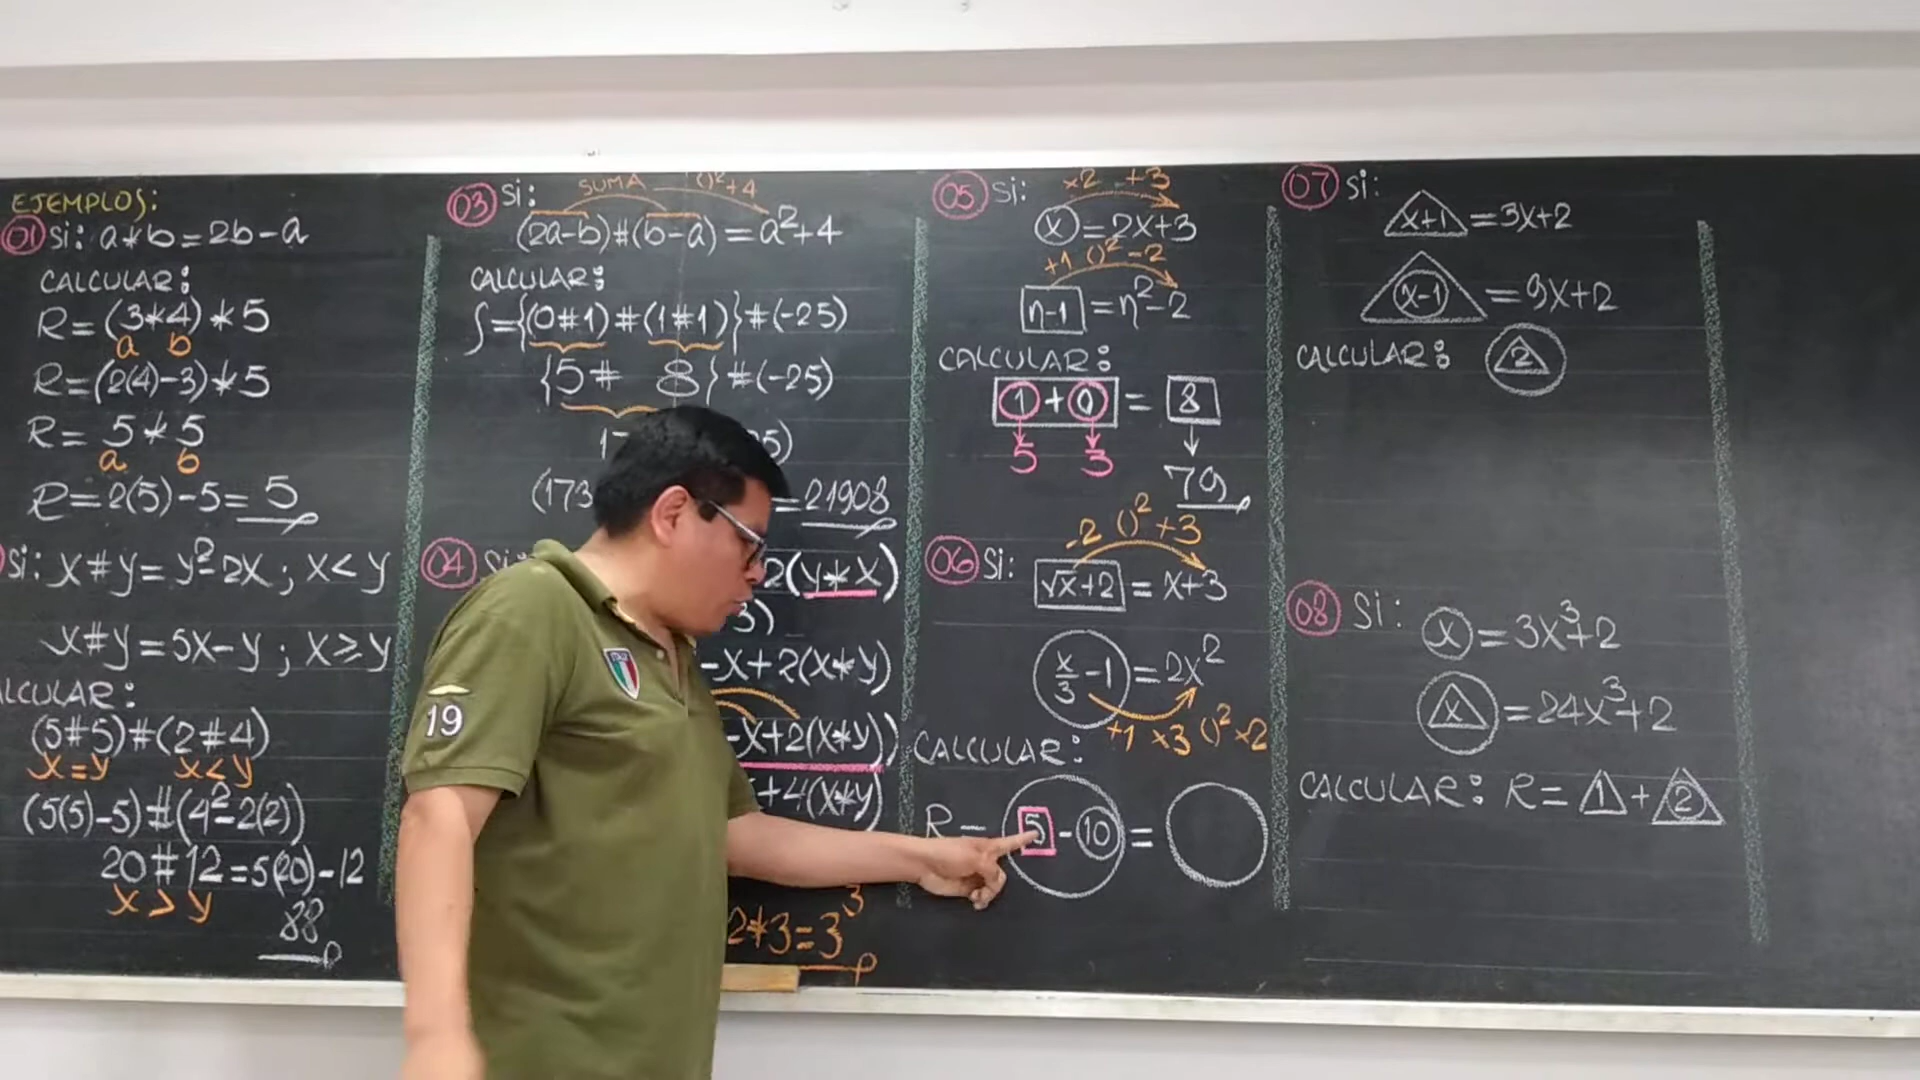 EJEMPLOS:
01 Si: a*b=2b-a
CALCULAR:
R=(3*4)*5
a b
R=(2(4)-3)*5
R= 5*5
a b
R=2(5)-5=5
Si: x#y=y²-2x; x<y
x#y=5x-y; x≥y
ALCULAR:
(5#5)#(2#4)
x=y x<y
(5(5)-5)#(4²-2(2))
20#12=5(20)-12
x>y
88
03 Si:
SUMA ()²+4
(2a-b)#(b-a)=a²+4
CALCULAR:
S={(0#1)#(1#1)}#(-25)
{5# 8}#(-25)
(173
=21908
04 Si
2(y*x)
3)
-x+2(x*y)
-x+2(x*y))
+4(x*y)
2*3=3³
05 Si:
x2 +3
(x)=2x+3
+1 ()²-2
n-1=n²-2
CALCULAR:
1+0=8
5 3
79
-2 ()²+3
06 Si: √x+2=x+3
x/3-1=2x²
+1 x3 ()²x2
CALCULAR:
R=5-10=
07 Si:
x+1=3x+2
x-1=9x+2
CALCULAR: 2
08 Si: x=3x³+2
x=24x³+2
CALCULAR: R=1+2
19